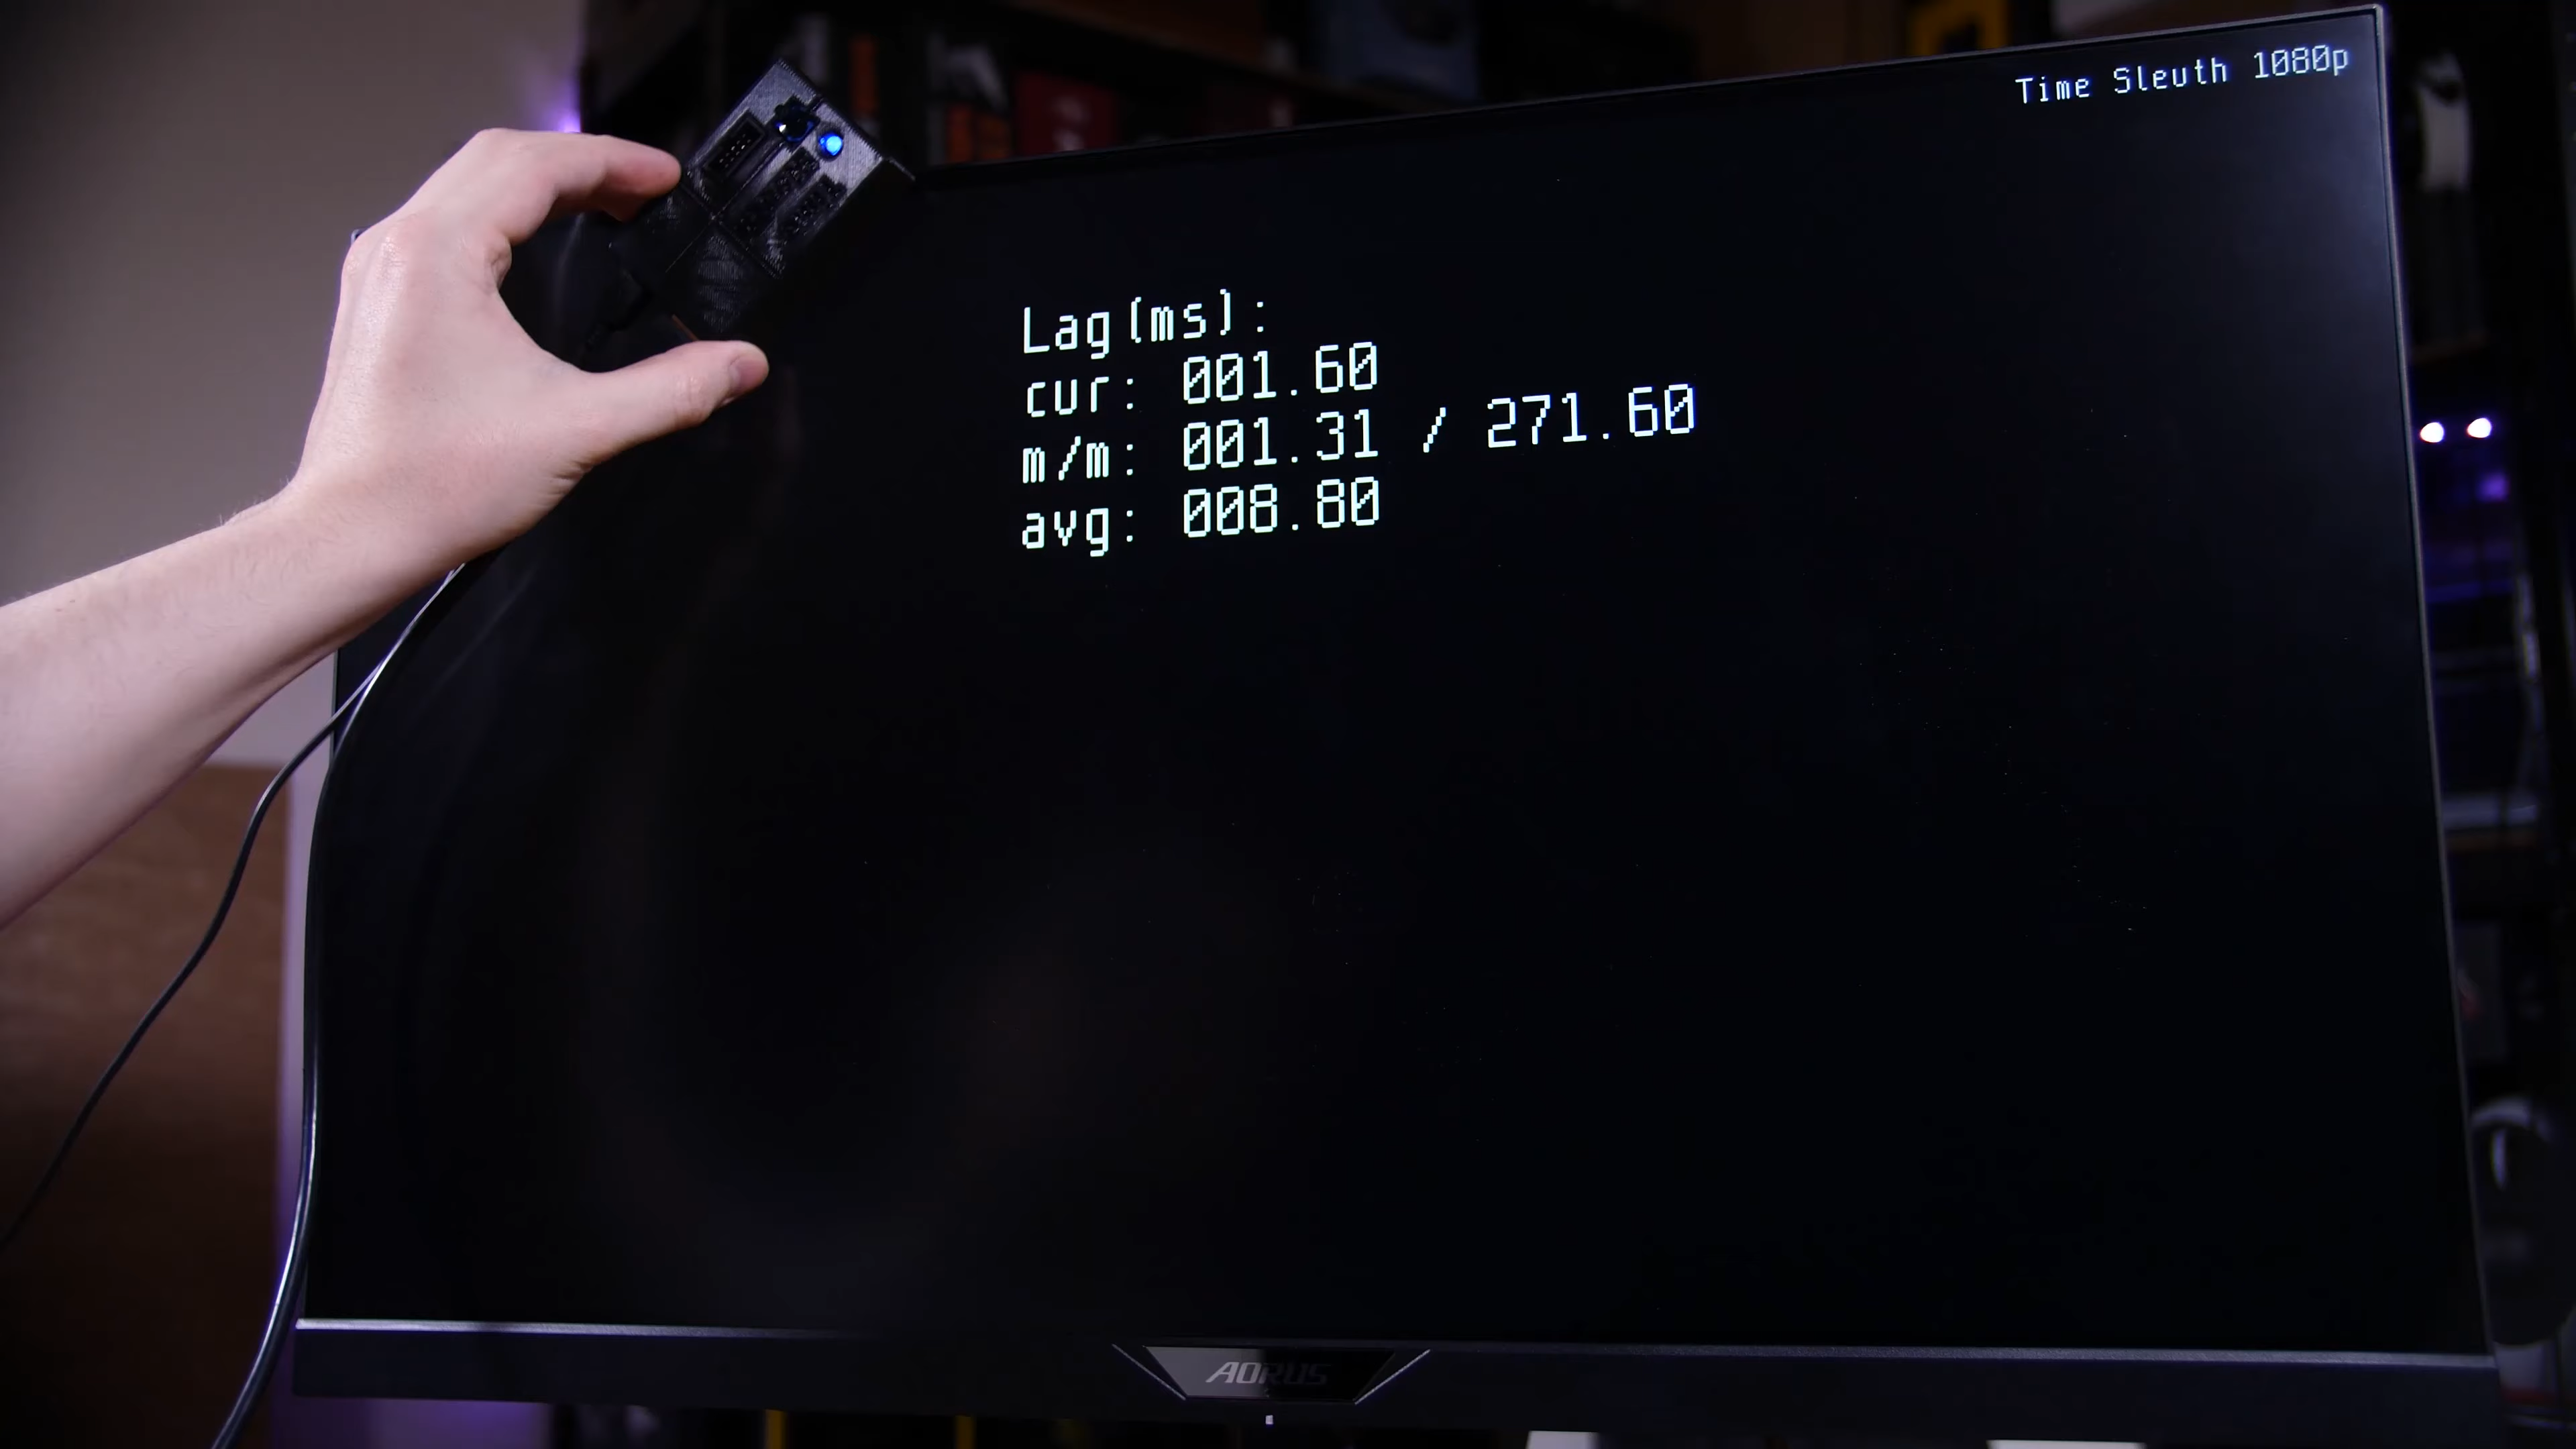 Time Sleuth 1080p
Lag(ms):
cur: 001.60
m/m: 001.31 / 271.60
avg: 008.80
AORUS